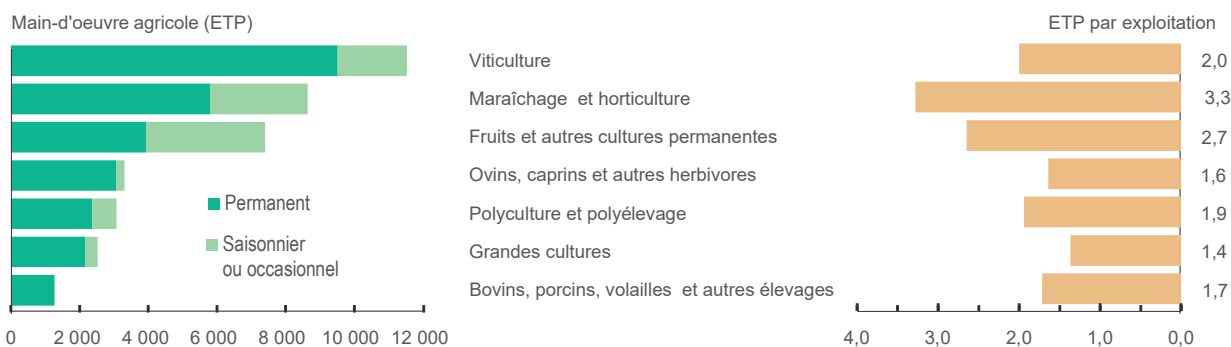 Main-d'oeuvre agricole (ETP)
ETP par exploitation
Viticulture
2,0
Maraîchage et horticulture
3,3
Fruits et autres cultures permanentes
2,7
Ovins, caprins et autres herbivores
1,6
Permanent
Polyculture et polyélevage
1,9
Saisonnier
ou occasionnel
Grandes cultures
1,4
Bovins, porcins, volailles et autres élevages
1,7
0 2 000 4 000 6 000 8 000 10 000 12 000
4,0 3,0 2,0 1,0 0,0